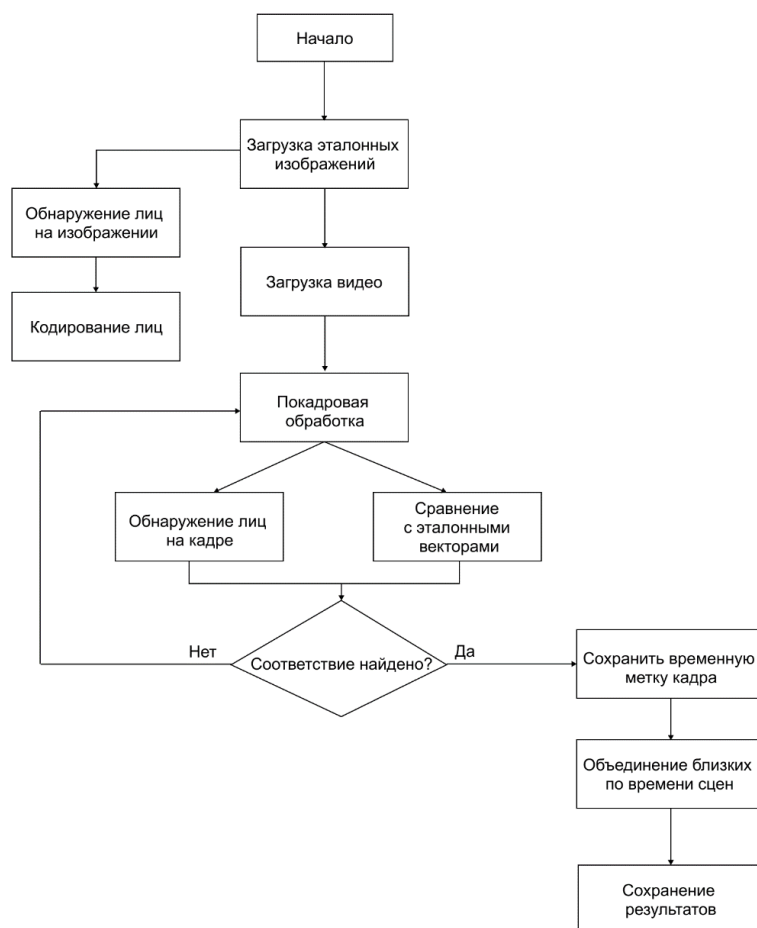 Начало
Загрузка эталонных
изображений
Обнаружение лиц
на изображении
Загрузка видео
Кодирование лиц
Покадровая
обработка
Обнаружение лиц
на кадре
Сравнение
с эталонными
векторами
Соответствие найдено?
Нет
Да
Сохранить временную
метку кадра
Объединение близких
по времени сцен
Сохранение
результатов